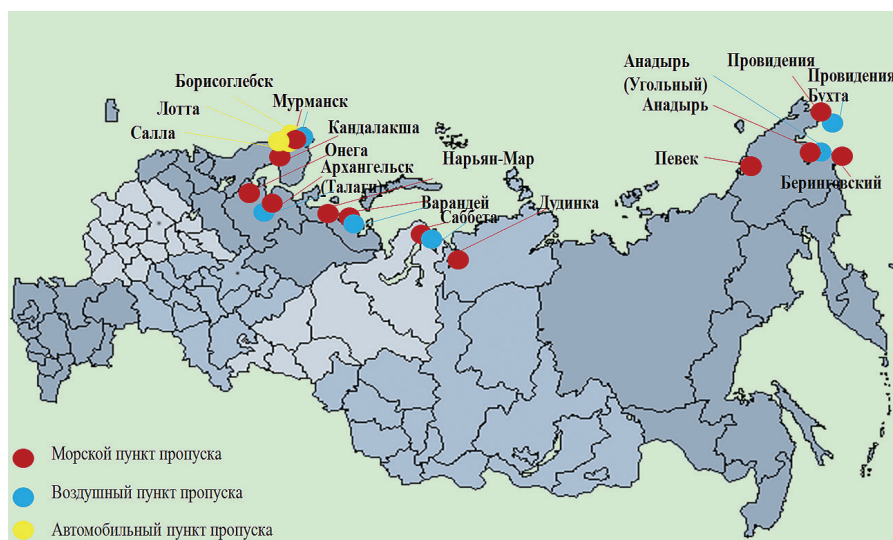 Борисоглебск
Лотта
Мурманск
Салла
Кандалакша
Онега
Архангельск
(Талаги)
Нарьян-Мар
Варандей
Саббета
Дудинка
Анадырь
(Угольный)
Анадырь
Провидения
Провидения
Бухта
Певек
Беринговский
Морской пункт пропуска
Воздушный пункт пропуска
Автомобильный пункт пропуска